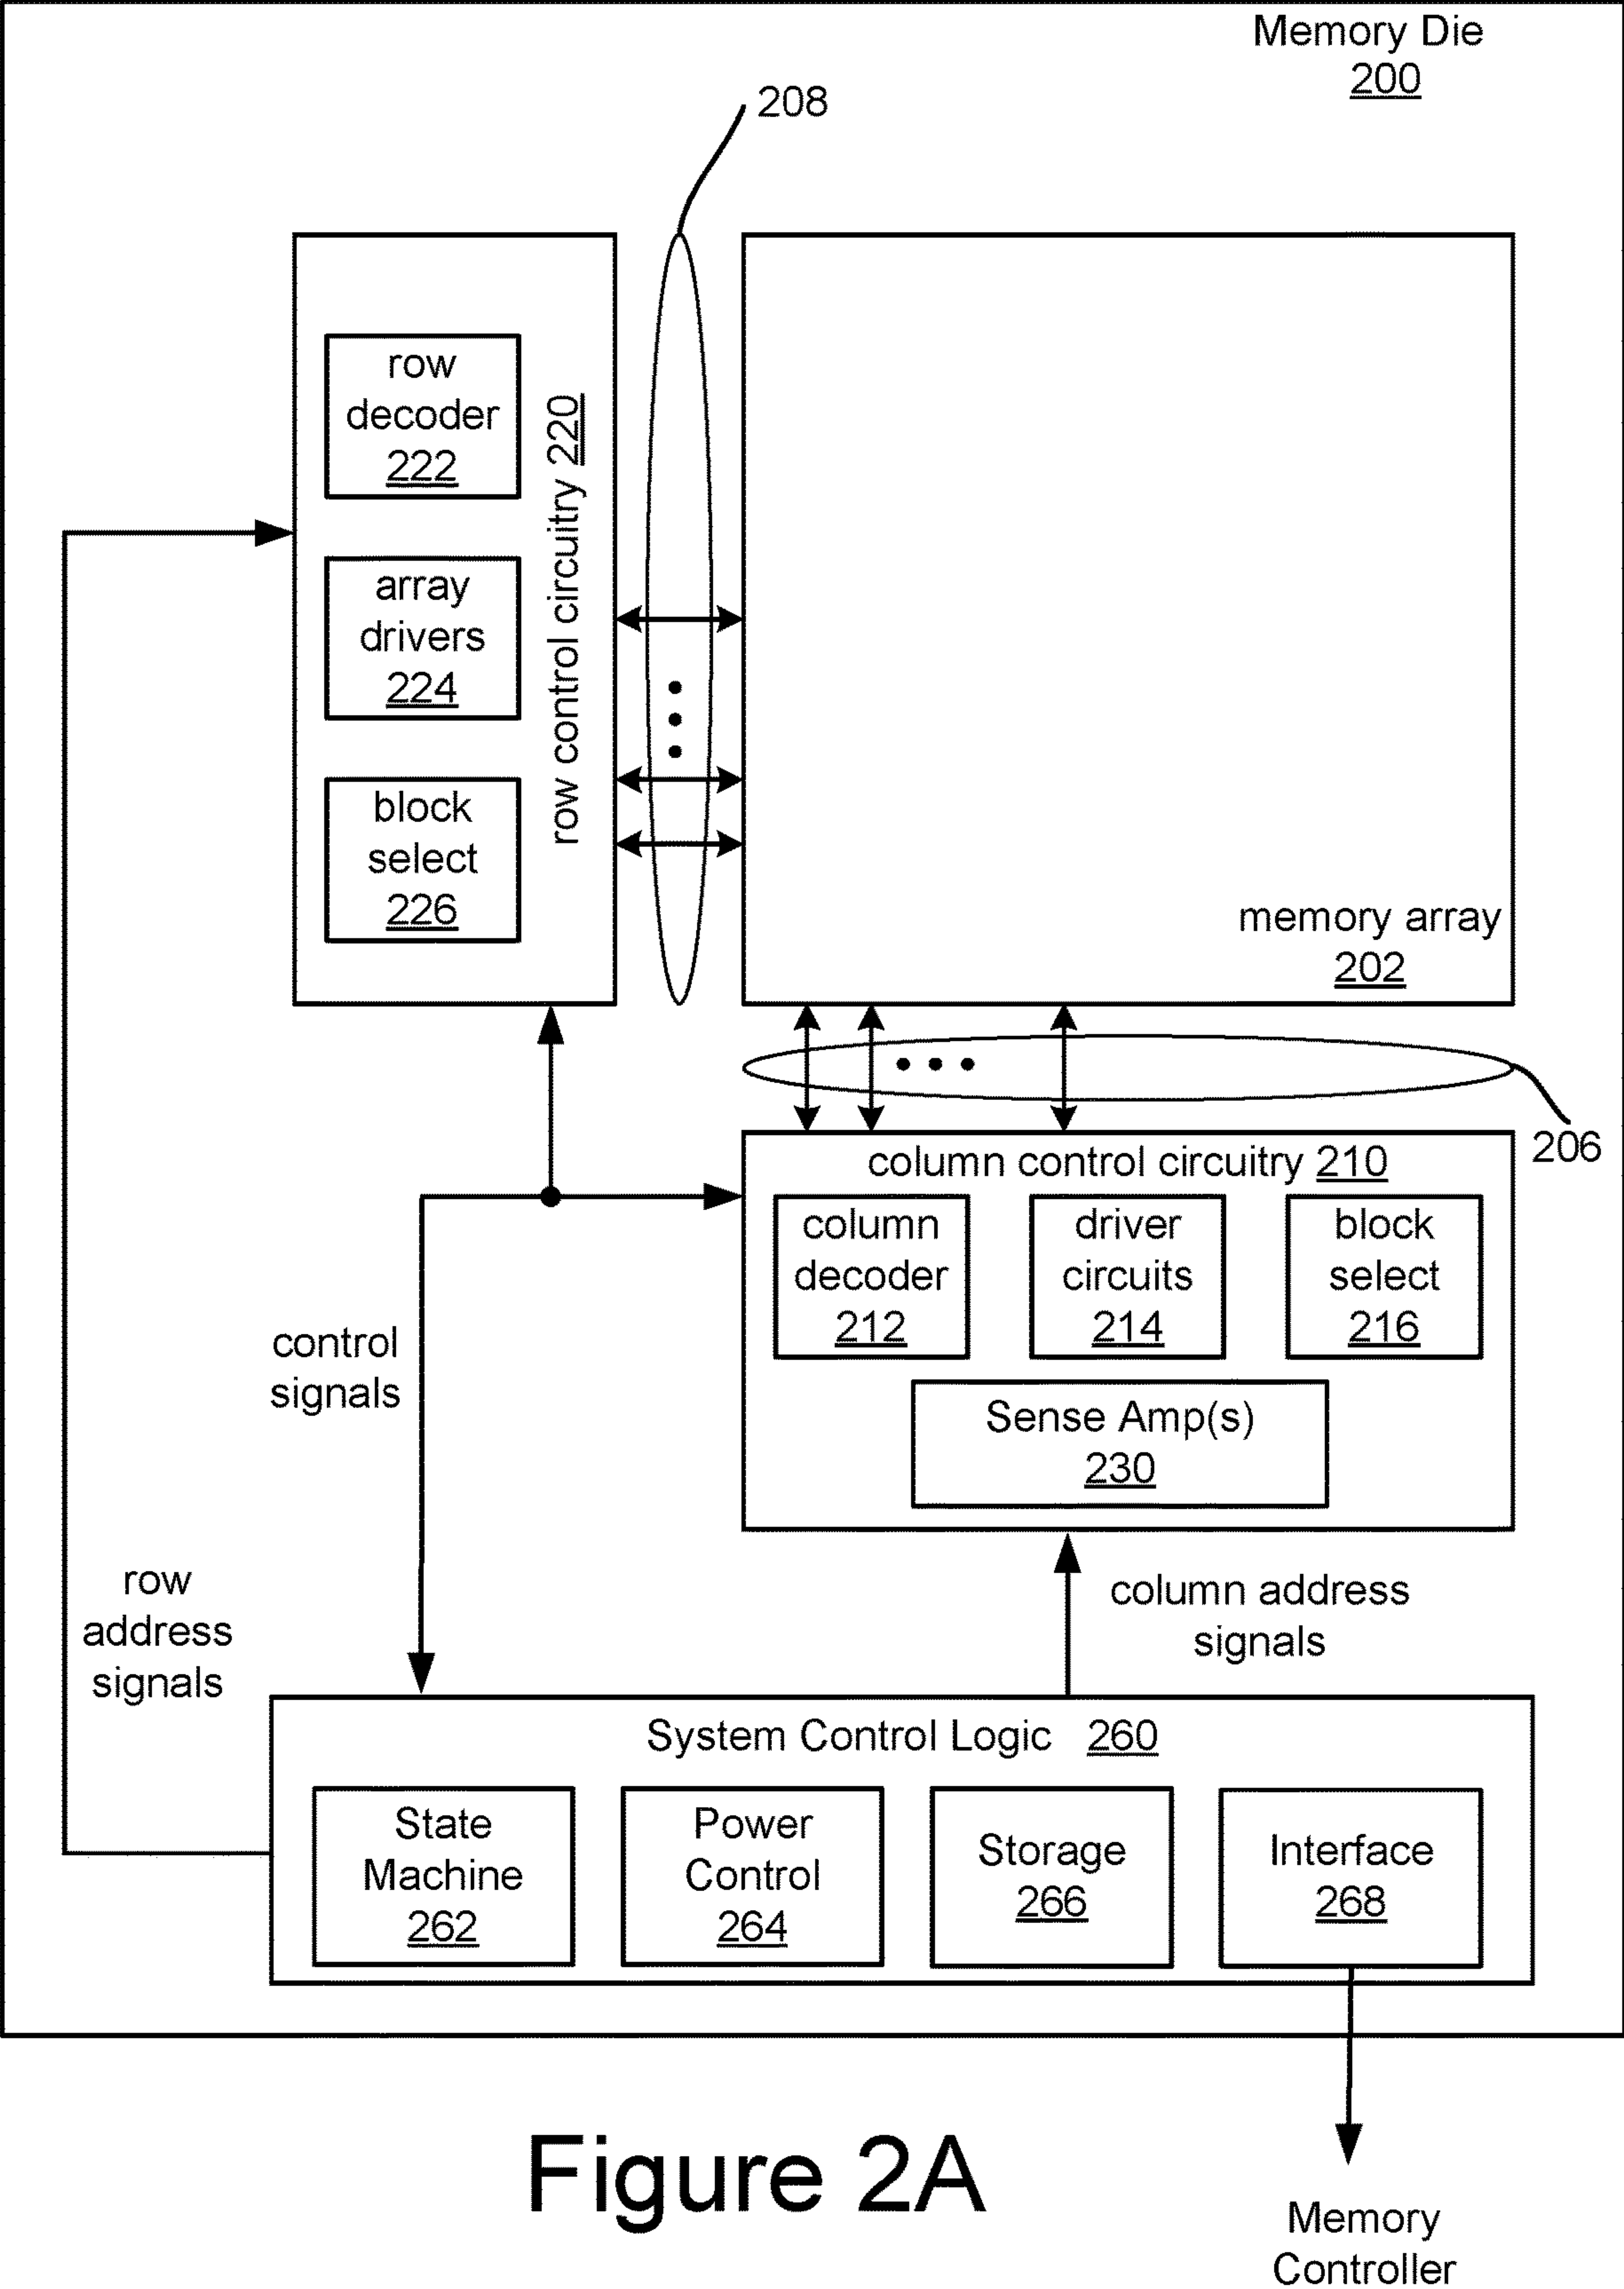 Memory Die
200
208
row
decoder
222
array
drivers
224
block
select
226
row control circuitry 220
memory array
202
206
column control circuitry 210
column
decoder
212
driver
circuits
214
block
select
216
Sense Amp(s)
230
control
signals
row
address
signals
column address
signals
System Control Logic 260
State
Machine
262
Power
Control
264
Storage
266
Interface
268
Figure 2A
Memory
Controller